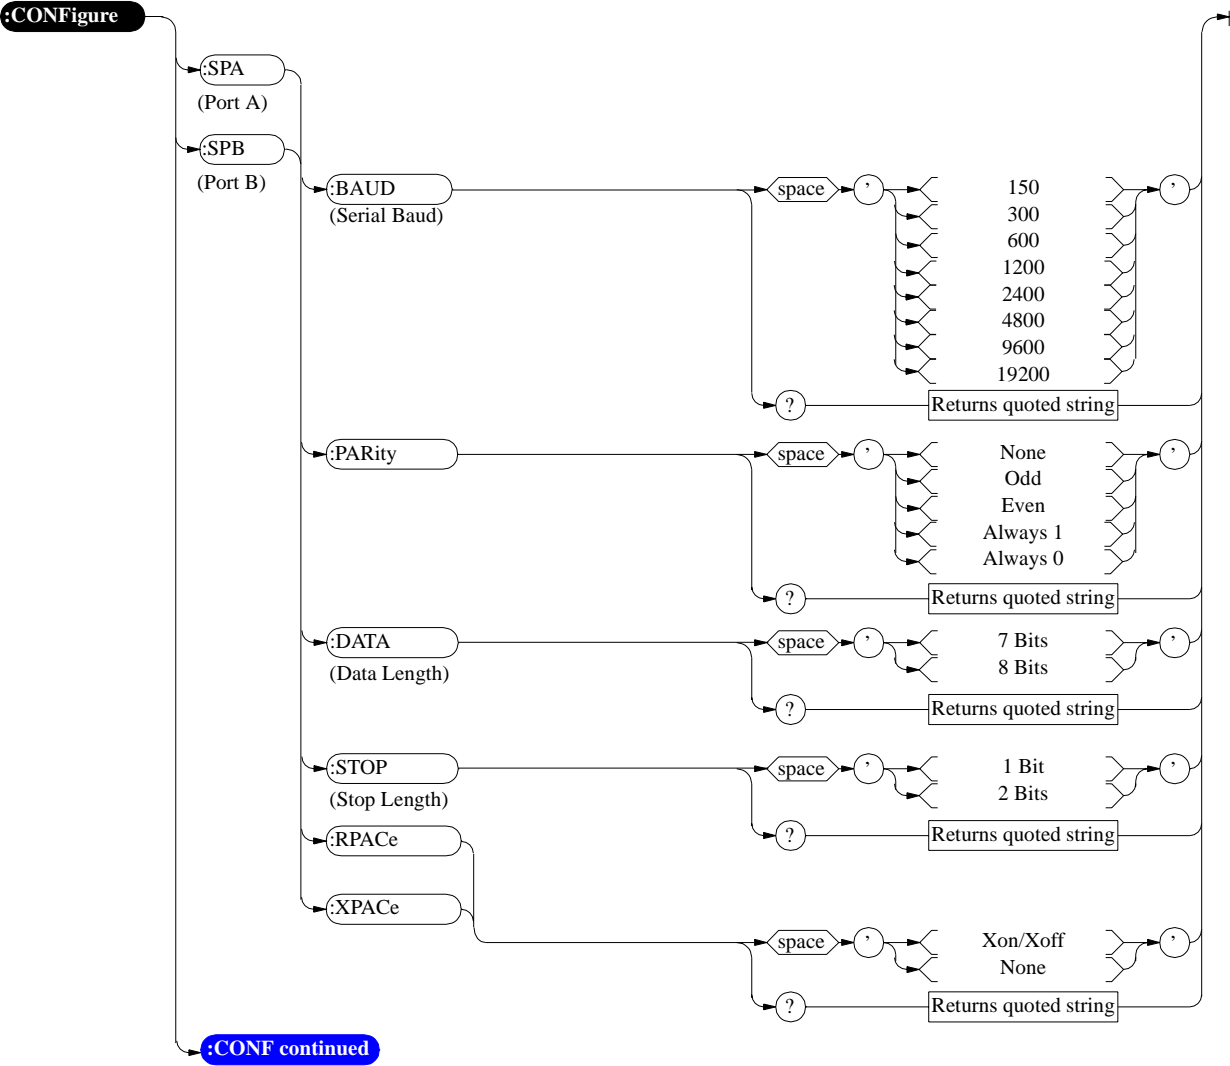 :CONFigure
:SPA
(Port A)
:SPB
(Port B)
:BAUD
(Serial Baud)
space
’
150
300
600
1200
2400
4800
9600
19200
’
?
Returns quoted string
:PARity
space
’
None
Odd
Even
Always 1
Always 0
’
?
Returns quoted string
:DATA
(Data Length)
space
’
7 Bits
8 Bits
’
?
Returns quoted string
:STOP
(Stop Length)
space
’
1 Bit
2 Bits
’
?
Returns quoted string
:RPACe
:XPACe
space
’
Xon/Xoff
None
’
?
Returns quoted string
:CONF continued